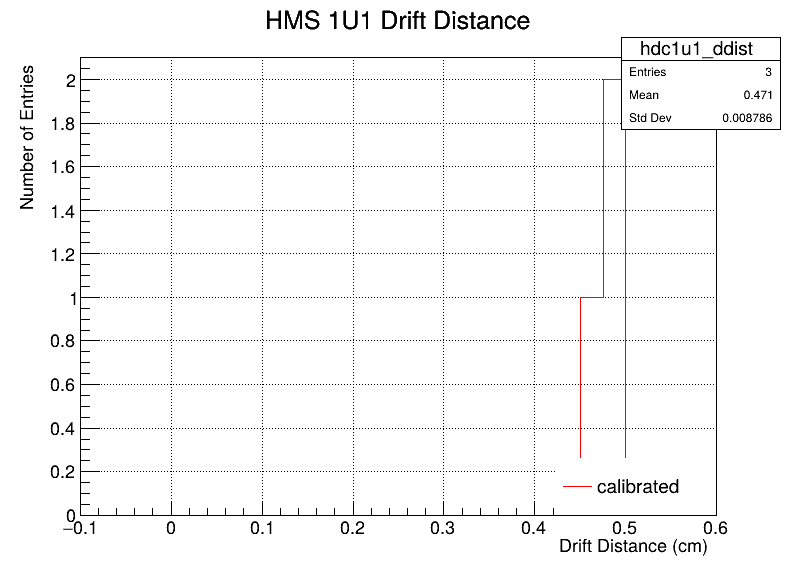 HMS 1U1 Drift Distance
hdc1u1_ddist
Entries 3
Mean 0.471
Std Dev 0.008786
Number of Entries
2
1.8
1.6
1.4
1.2
1
0.8
0.6
0.4
0.2
0
−0.1 0 0.1 0.2 0.3 0.4 0.5 0.6
calibrated
Drift Distance (cm)